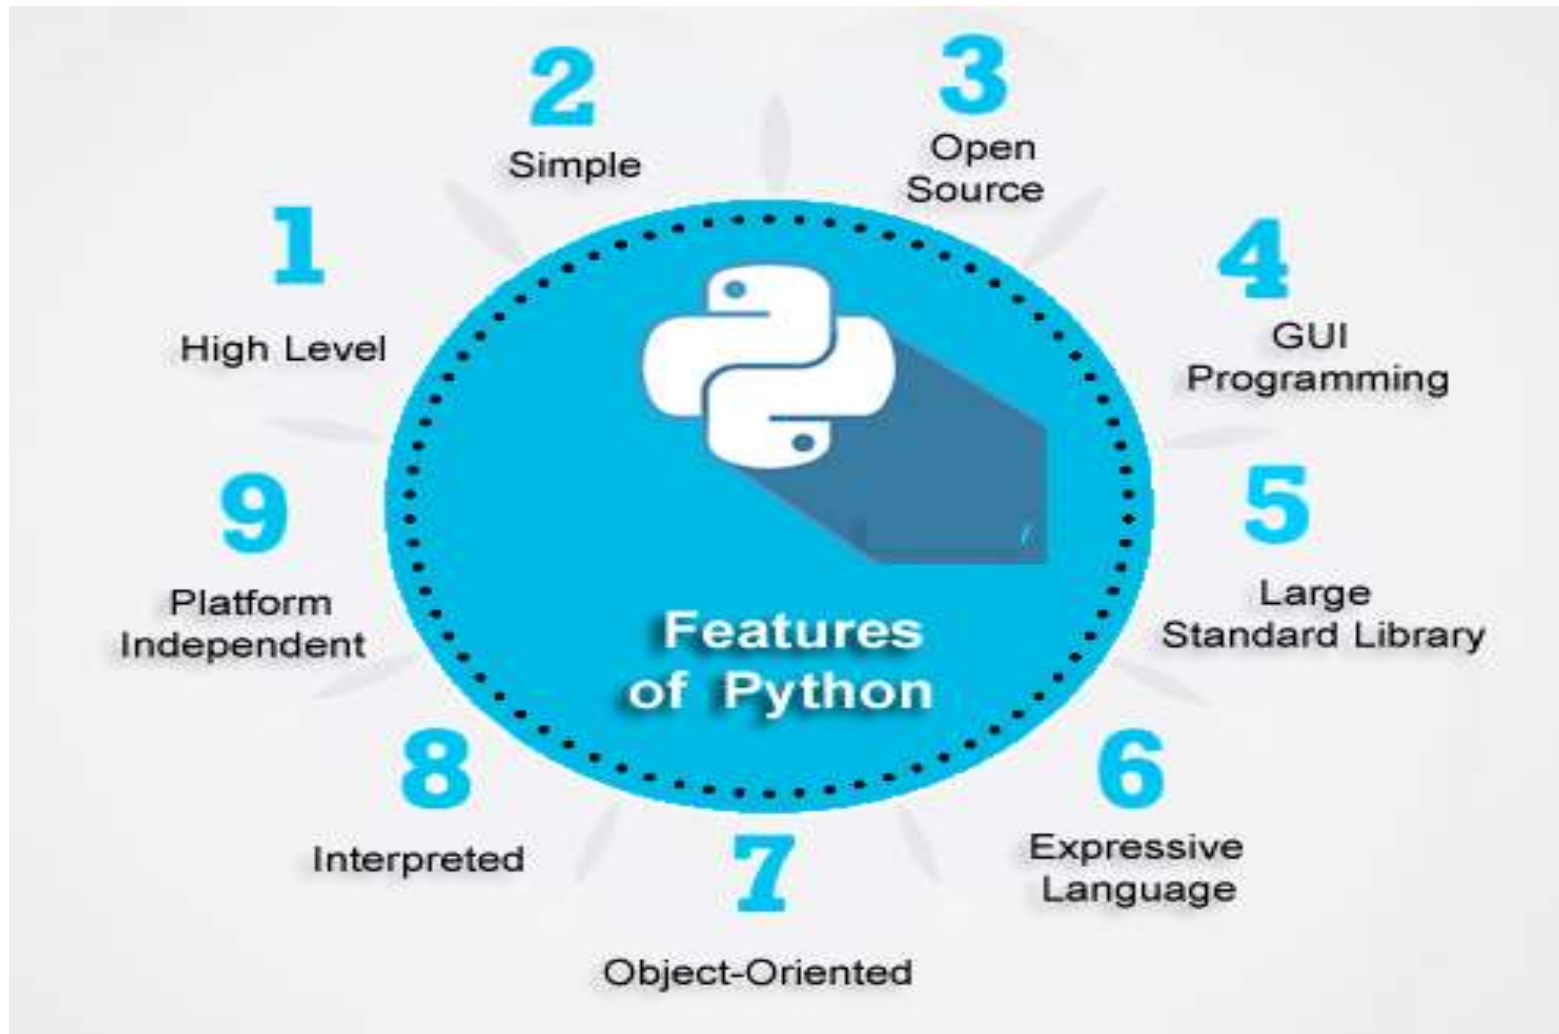 1
High Level
2
Simple
3
Open
Source
4
GUI
Programming
5
Large
Standard Library
6
Expressive
Language
7
Object-Oriented
8
Interpreted
9
Platform
Independent
Features
of Python